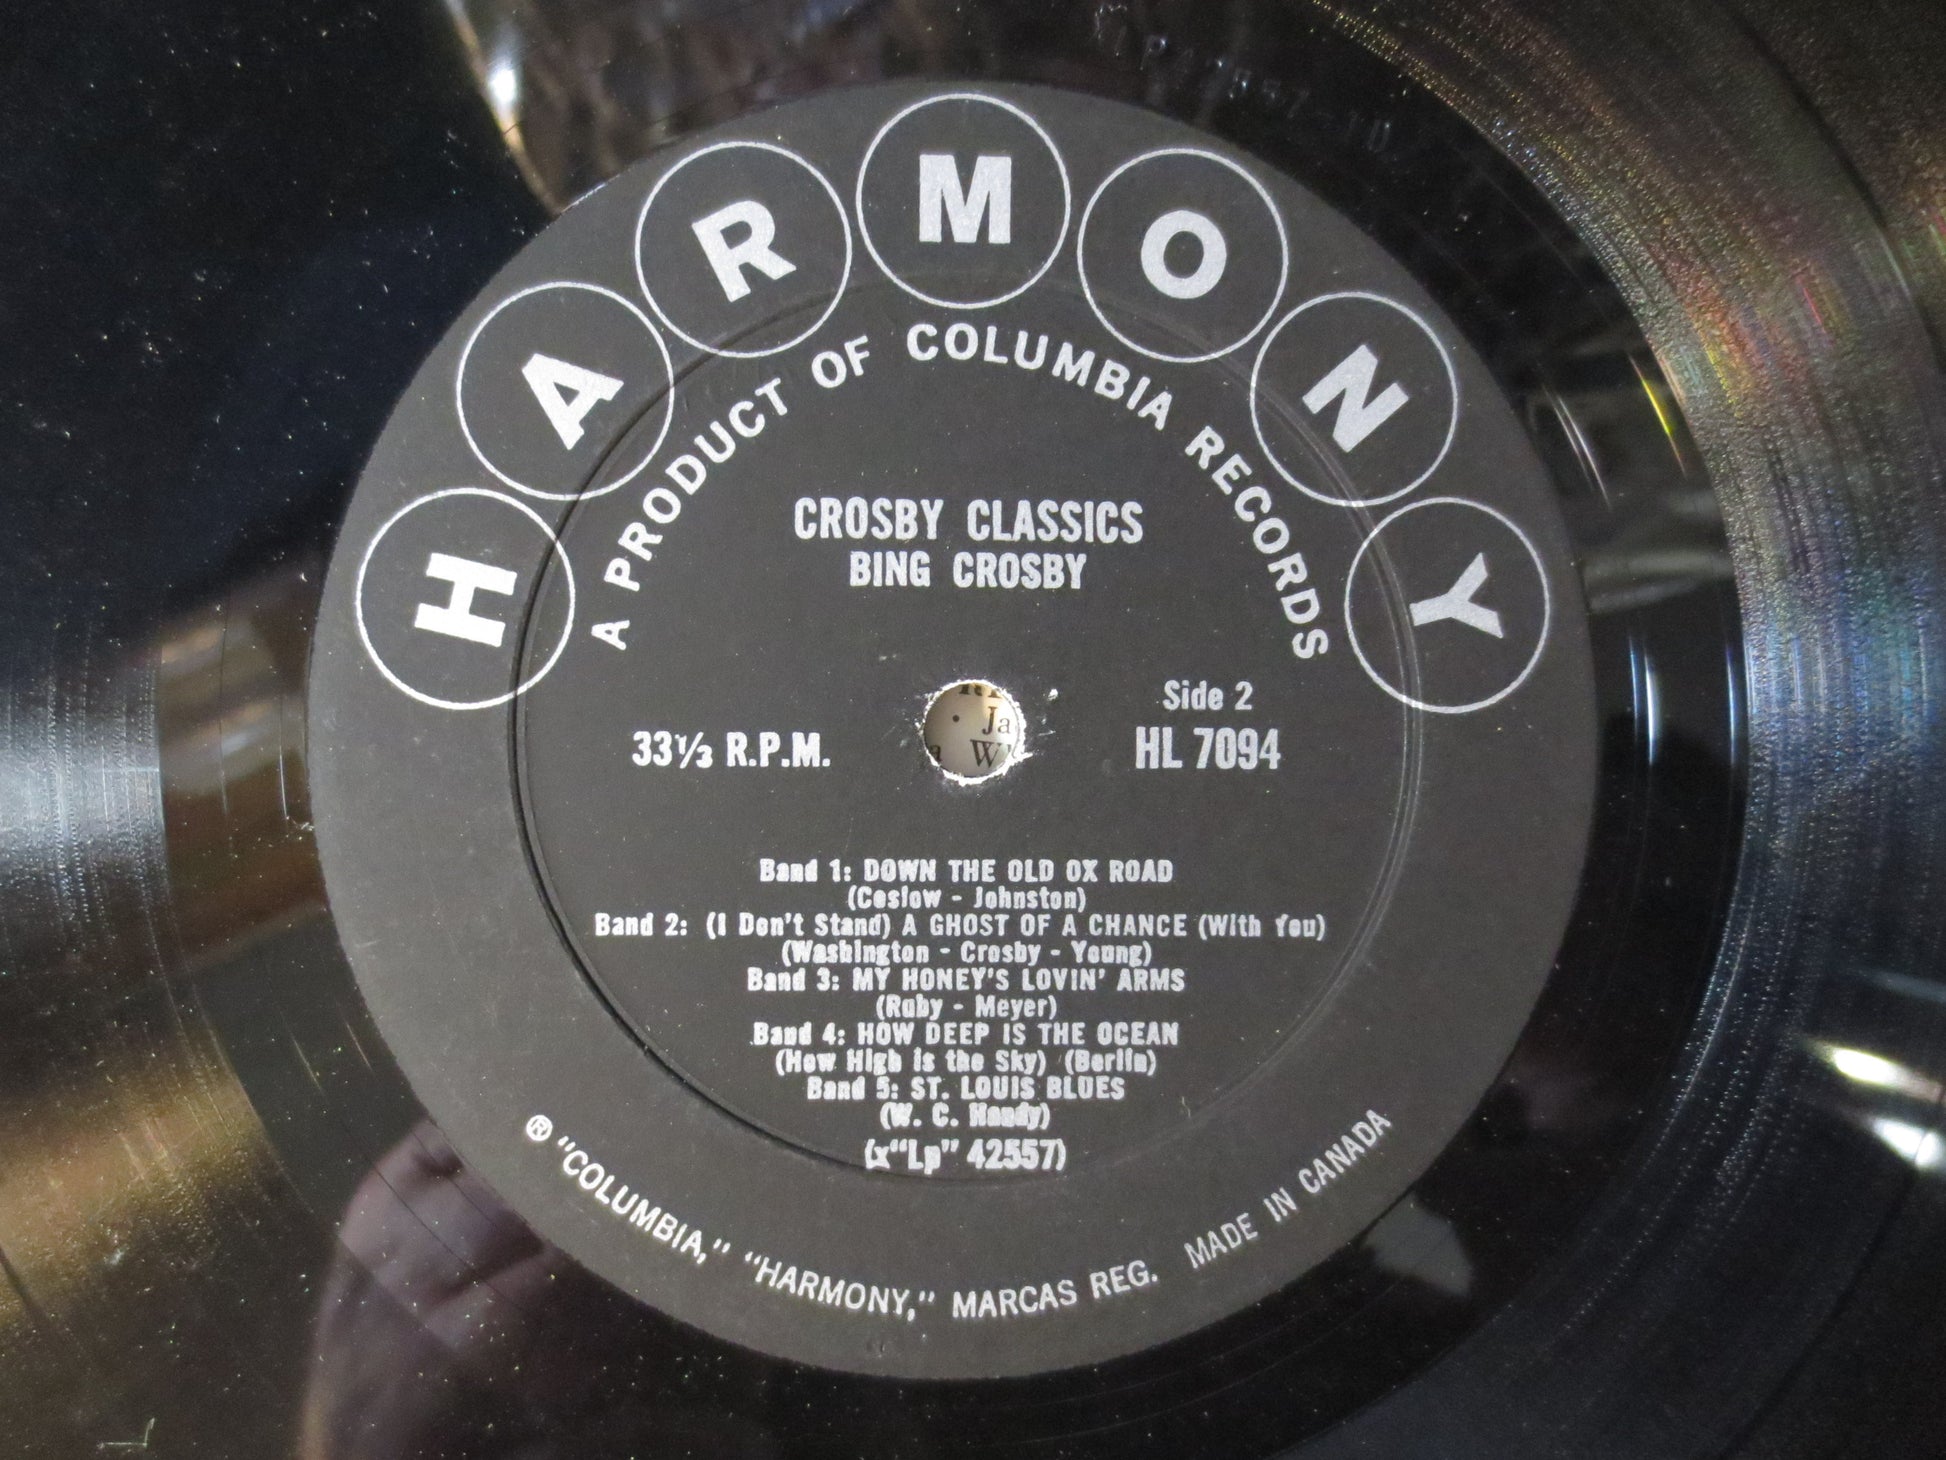 HARMONY
A PRODUCT OF COLUMBIA RECORDS
CROSBY CLASSICS
BING CROSBY
Side 2
33⅓ R.P.M.
HL 7094
Band 1: DOWN THE OLD OX ROAD
(Coslow - Johnston)
Band 2: (I Don't Stand) A GHOST OF A CHANCE (With You)
(Washington - Crosby - Young)
Band 3: MY HONEY'S LOVIN' ARMS
(Ruby - Meyer)
Band 4: HOW DEEP IS THE OCEAN
(How High is the Sky) (Berlin)
Band 5: ST. LOUIS BLUES
(W. C. Handy)
(x"Lp" 42557)
® "COLUMBIA," "HARMONY," MARCAS REG. MADE IN CANADA